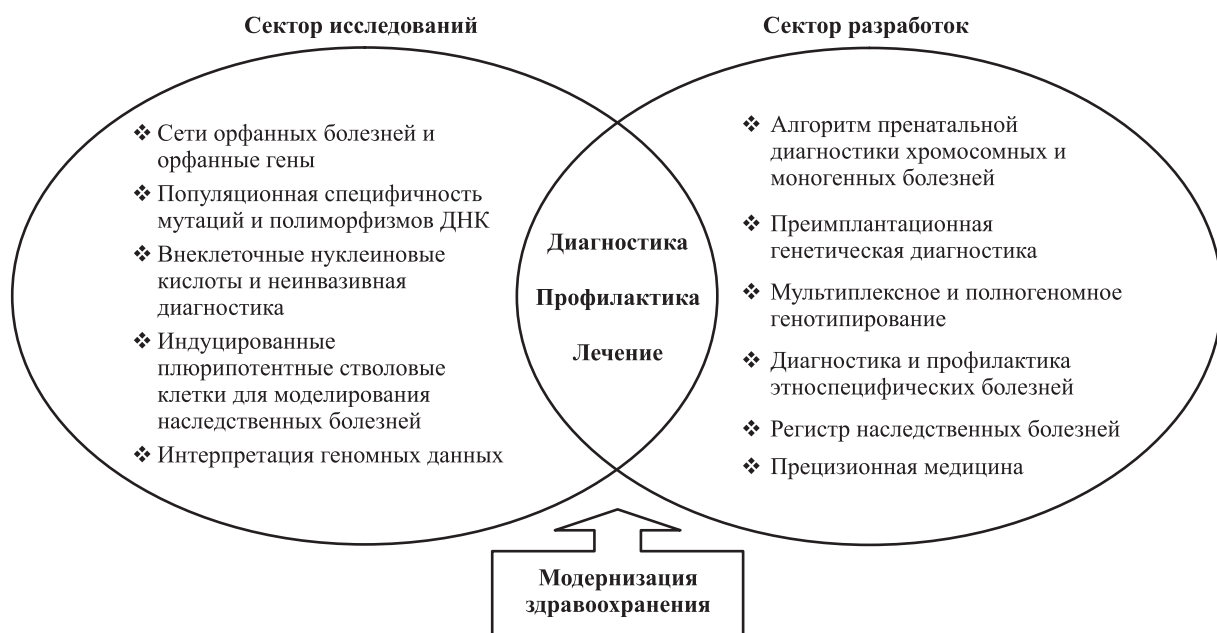 Сектор исследований
Сектор разработок
❖ Сети орфанных болезней и
орфанные гены
❖ Популяционная специфичность
мутаций и полиморфизмов ДНК
❖ Внеклеточные нуклеиновые
кислоты и неинвазивная
диагностика
❖ Индуцированные
плюрипотентные стволовые
клетки для моделирования
наследственных болезней
❖ Интерпретация геномных данных
Диагностика
Профилактика
Лечение
❖ Алгоритм пренатальной
диагностики хромосомных и
моногенных болезней
❖ Преимплантационная
генетическая диагностика
❖ Мультиплексное и полногеномное
генотипирование
❖ Диагностика и профилактика
этноспецифических болезней
❖ Регистр наследственных болезней
❖ Прецизионная медицина
Модернизация
здравоохранения